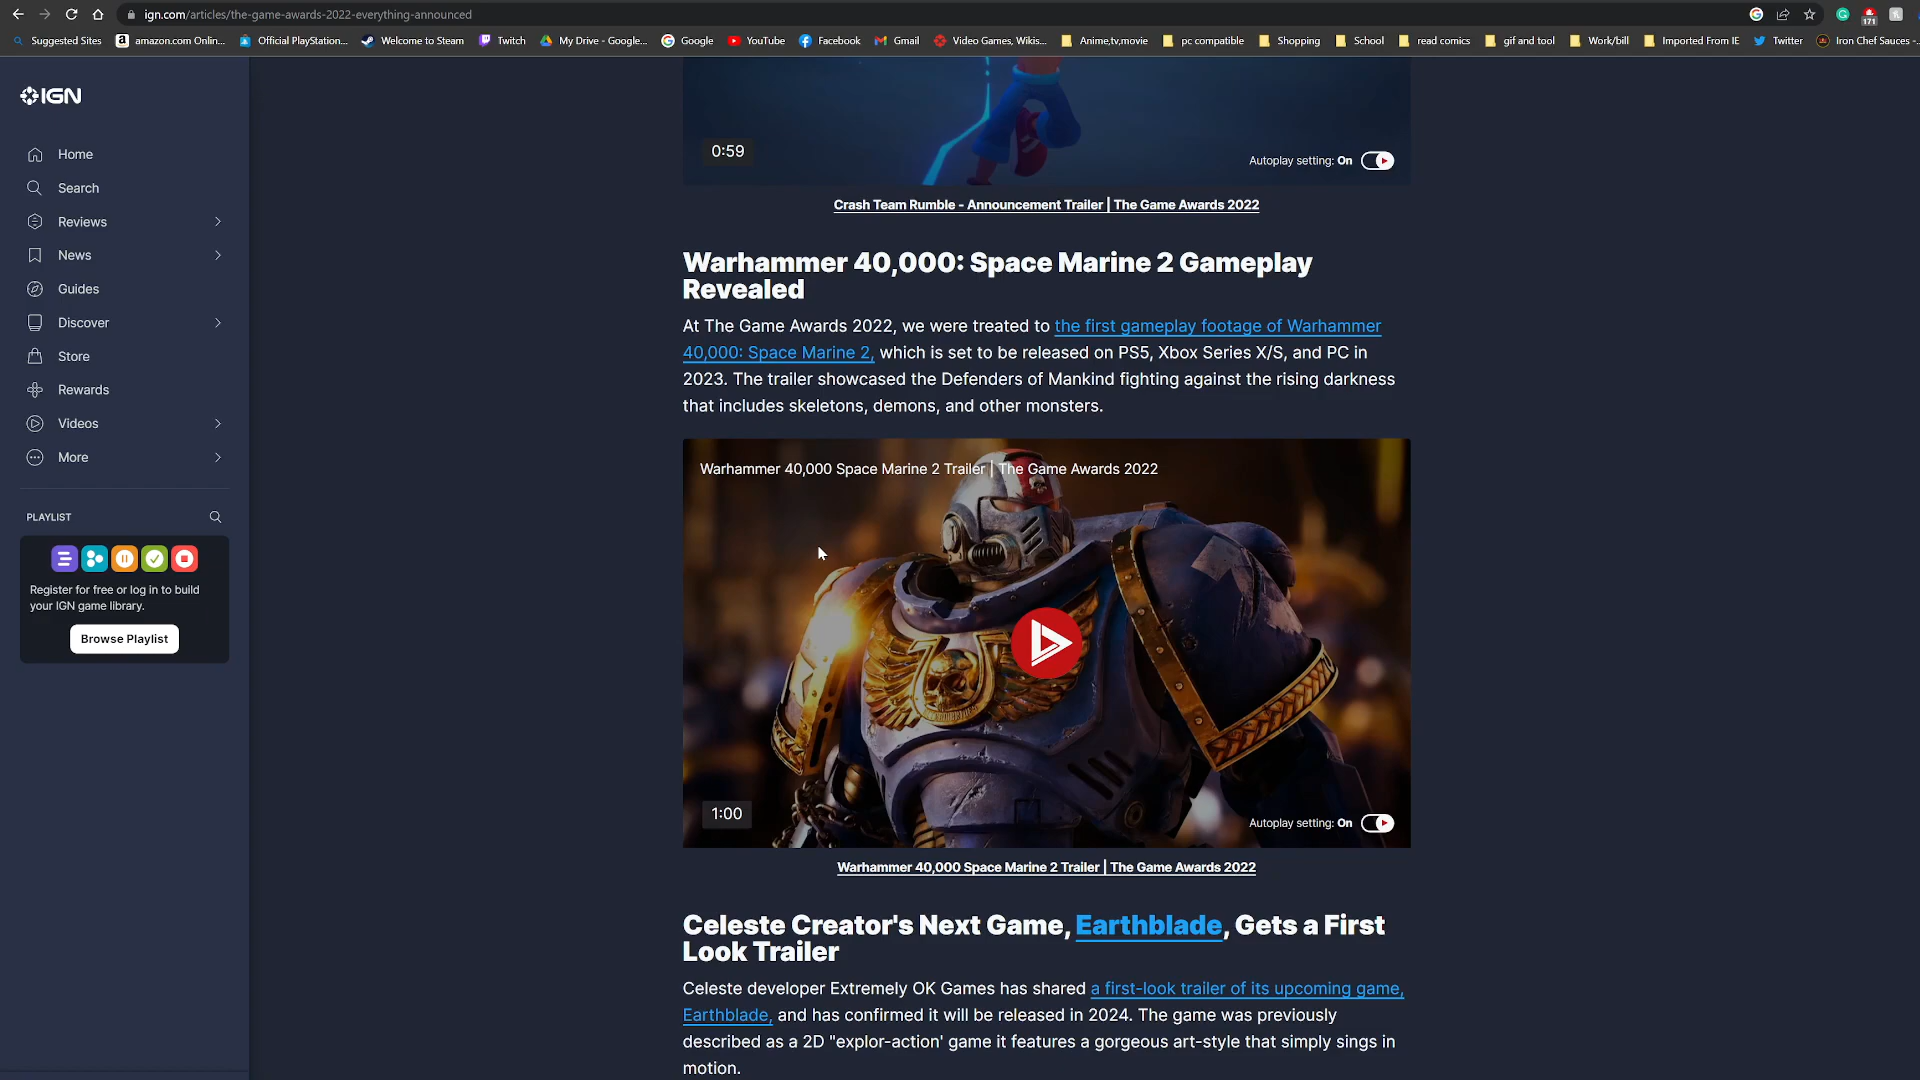 ign.com/articles/the-game-awards-2022-everything-announced
171
Suggested Sites
amazon.com Onlin...
Official PlayStation...
Welcome to Steam
Twitch
My Drive - Google...
Google
YouTube
Facebook
Gmail
Video Games, Wikis...
Anime,tv,movie
pc compatible
Shopping
School
read comics
gif and tool
Work/bill
Imported From IE
Twitter
Iron Chef Sauces -...
IGN
Home
Search
Reviews
News
Guides
Discover
Store
Rewards
Videos
More
PLAYLIST
Register for free or log in to build
your IGN game library.
Browse Playlist
0:59
Autoplay setting: On
Crash Team Rumble - Announcement Trailer | The Game Awards 2022
Warhammer 40,000: Space Marine 2 Gameplay
Revealed
At The Game Awards 2022, we were treated to the first gameplay footage of Warhammer
40,000: Space Marine 2, which is set to be released on PS5, Xbox Series X/S, and PC in
2023. The trailer showcased the Defenders of Mankind fighting against the rising darkness
that includes skeletons, demons, and other monsters.
Warhammer 40,000 Space Marine 2 Trailer | The Game Awards 2022
1:00
Autoplay setting: On
Warhammer 40,000 Space Marine 2 Trailer | The Game Awards 2022
Celeste Creator's Next Game, Earthblade, Gets a First
Look Trailer
Celeste developer Extremely OK Games has shared a first-look trailer of its upcoming game,
Earthblade, and has confirmed it will be released in 2024. The game was previously
described as a 2D "explor-action' game it features a gorgeous art-style that simply sings in
motion.